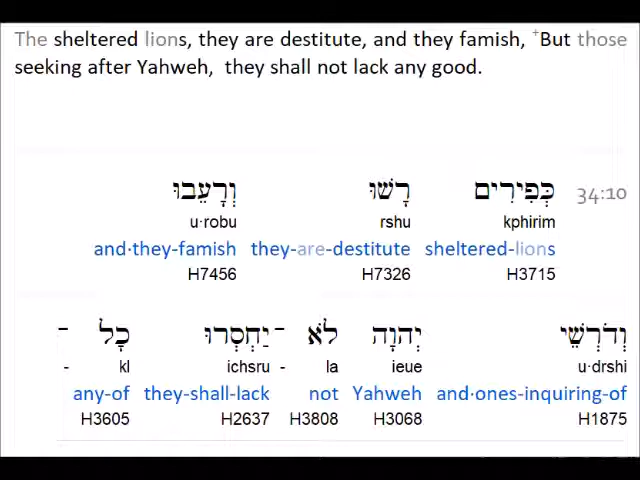 The sheltered lions, they are destitute, and they famish, +But those
seeking after Yahweh, they shall not lack any good.
34:10 כְּפִירִים רָשׁוּ וְרָעֵבוּ
kphirim rshu u·robu
sheltered-lions they-are-destitute and·they-famish
H3715 H7326 H7456
וְדֹרְשֵׁי יְהוָה לֹא ־ יַחְסְרוּ כָל ־
u·drshi ieue la - ichsru kl -
and·ones-inquiring-of Yahweh not they-shall-lack any-of
H1875 H3068 H3808 H2637 H3605